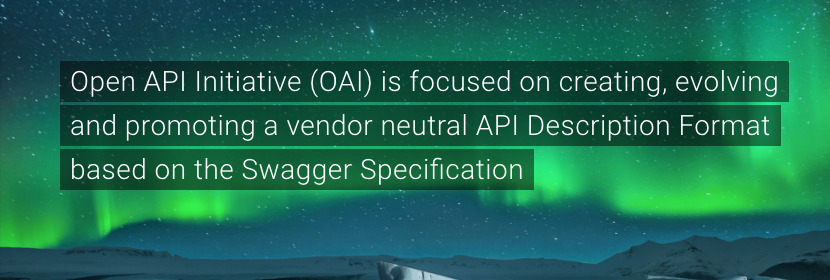 Open API Initiative (OAI) is focused on creating, evolving
and promoting a vendor neutral API Description Format
based on the Swagger Specification